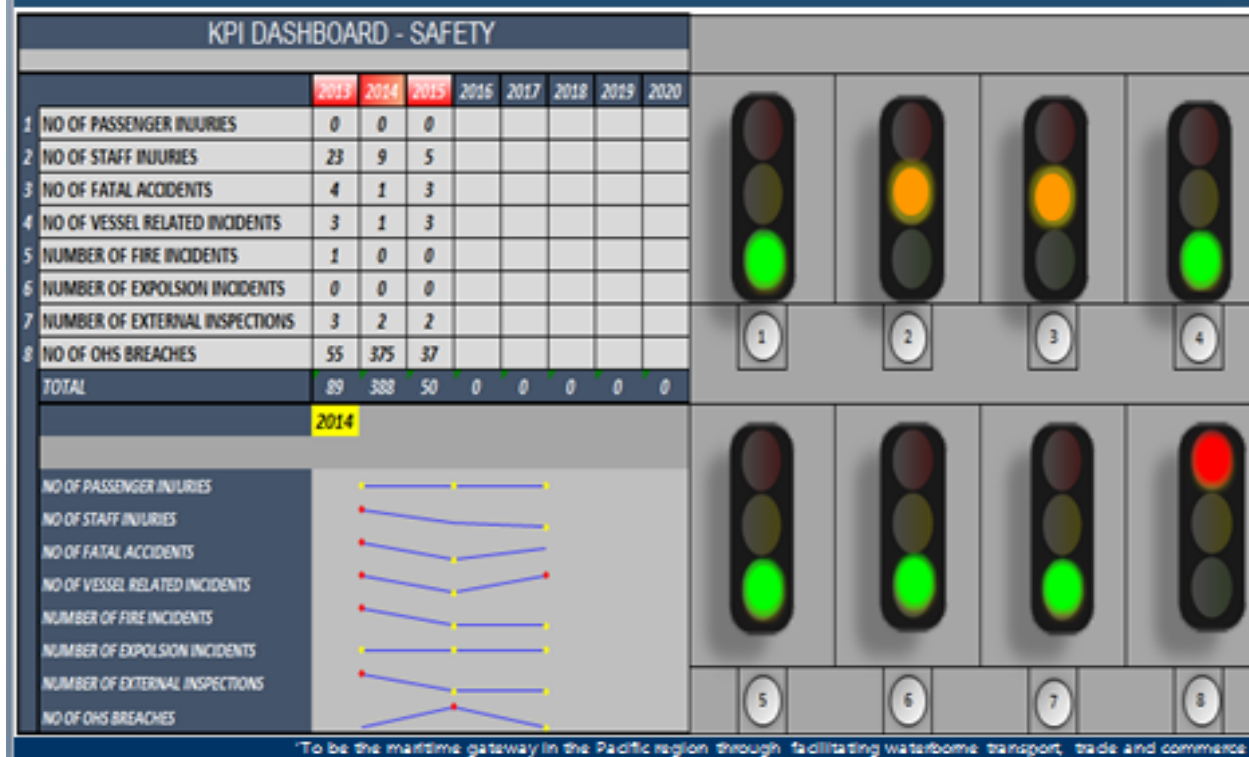 KPI DASHBOARD - SAFETY
2013 2014 2015 2016 2017 2018 2019 2020
1 NO OF PASSENGER INJURIES 0 0 0
2 NO OF STAFF INJURIES 23 9 5
3 NO OF FATAL ACCIDENTS 4 1 3
4 NO OF VESSEL RELATED INCIDENTS 3 1 3
5 NUMBER OF FIRE INCIDENTS 1 0 0
6 NUMBER OF EXPOLSION INCIDENTS 0 0 0
7 NUMBER OF EXTERNAL INSPECTIONS 3 2 2
8 NO OF OHS BREACHES 55 375 37
TOTAL 89 388 50 0 0 0 0 0
2014
NO OF PASSENGER INJURIES
NO OF STAFF INJURIES
NO OF FATAL ACCIDENTS
NO OF VESSEL RELATED INCIDENTS
NUMBER OF FIRE INCIDENTS
NUMBER OF EXPOLSION INCIDENTS
NUMBER OF EXTERNAL INSPECTIONS
NO OF OHS BREACHES
1 2 3 4
5 6 7 8
'To be the maritime gateway in the Pacific region through facilitating waterborne transport, trade and commerce